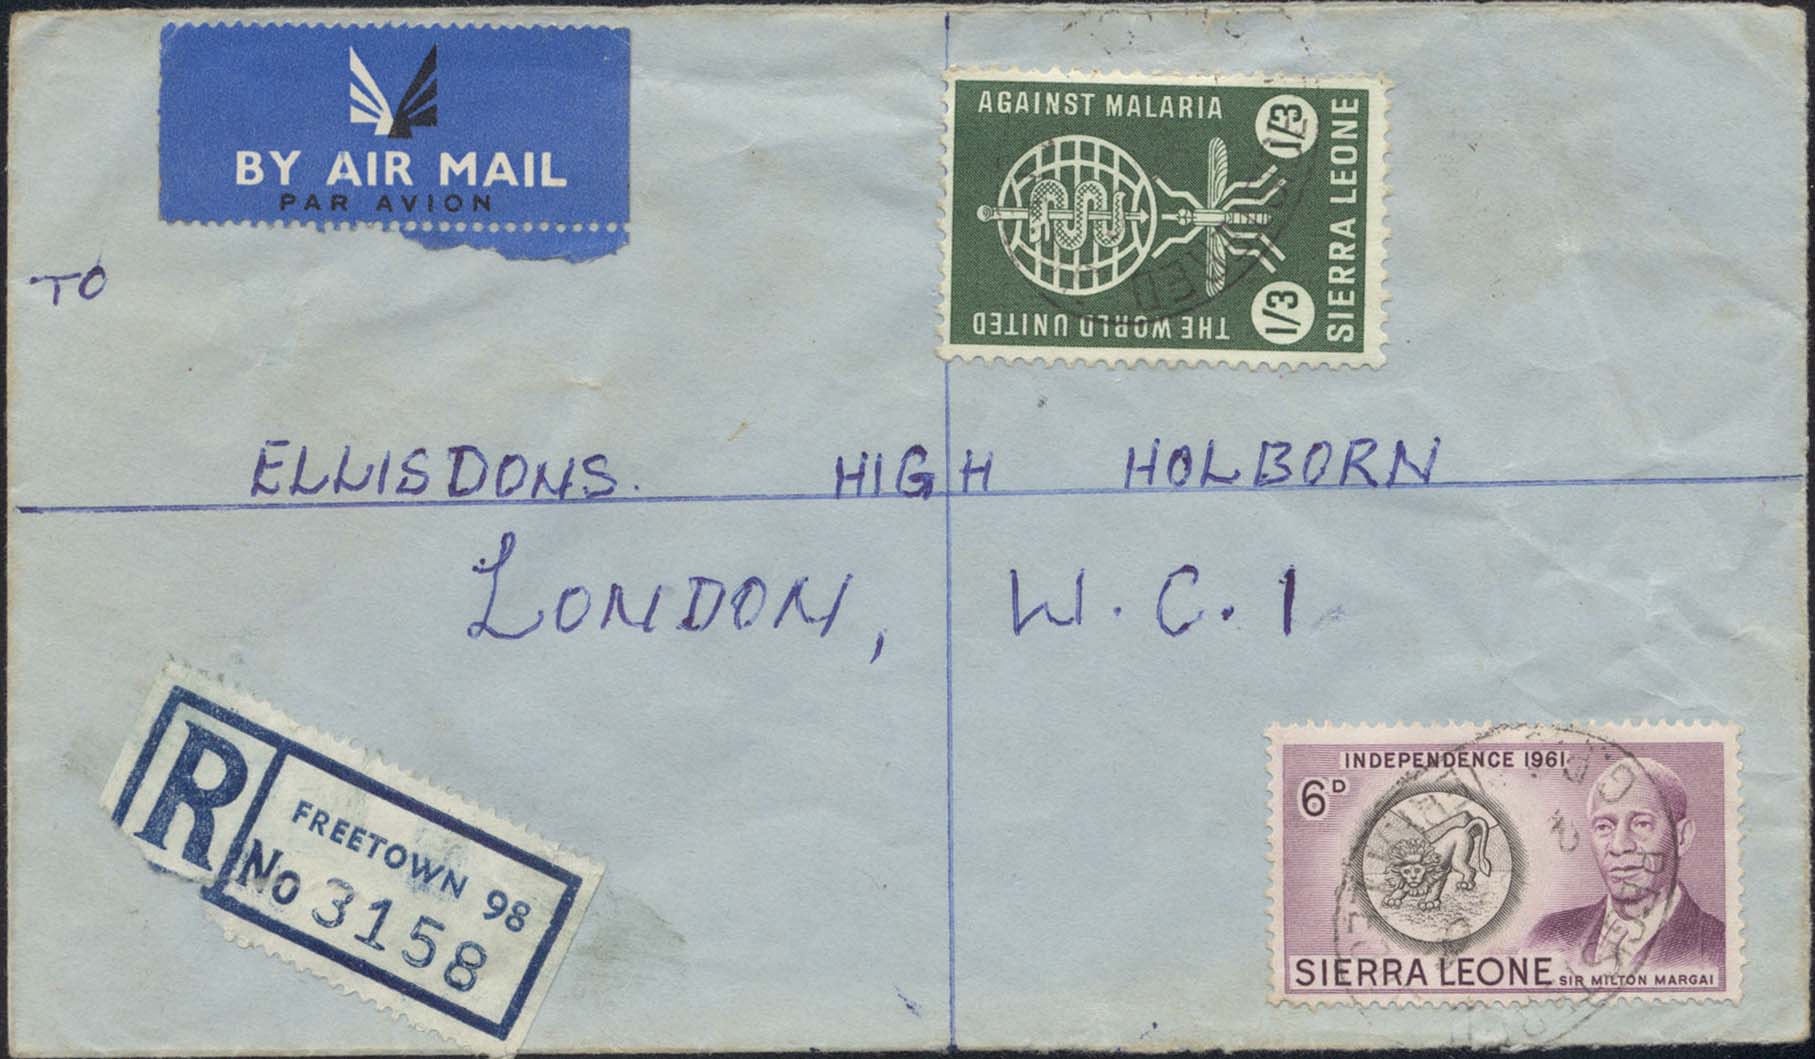 BY AIR MAIL
PAR AVION
AGAINST MALARIA
1/3
SIERRA LEONE
1/3
THE WORLD UNITED
TO
ELLISDONS. HIGH HOLBORN
LONDON, W.C.1
R
FREETOWN 98
No 3158
INDEPENDENCE 1961
6D
SIERRA LEONE SIR MILTON MARGAI